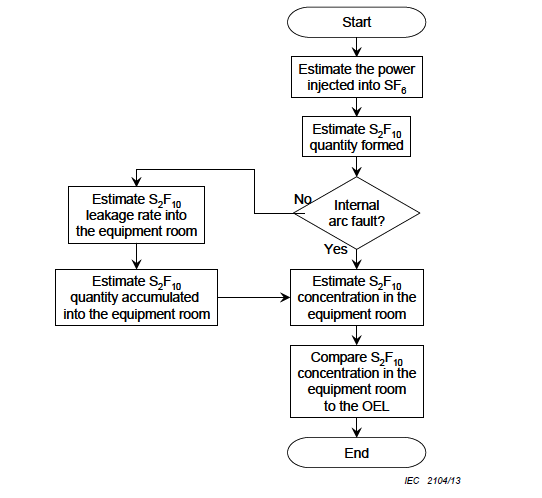 Start
Estimate the power
injected into SF₆
Estimate S₂F₁₀
quantity formed
No
Internal
arc fault?
Yes
Estimate S₂F₁₀
leakage rate into
the equipment room
Estimate S₂F₁₀
quantity accumulated
into the equipment room
Estimate S₂F₁₀
concentration in the
equipment room
Compare S₂F₁₀
concentration in the
equipment room
to the OEL
End
IEC 2104/13